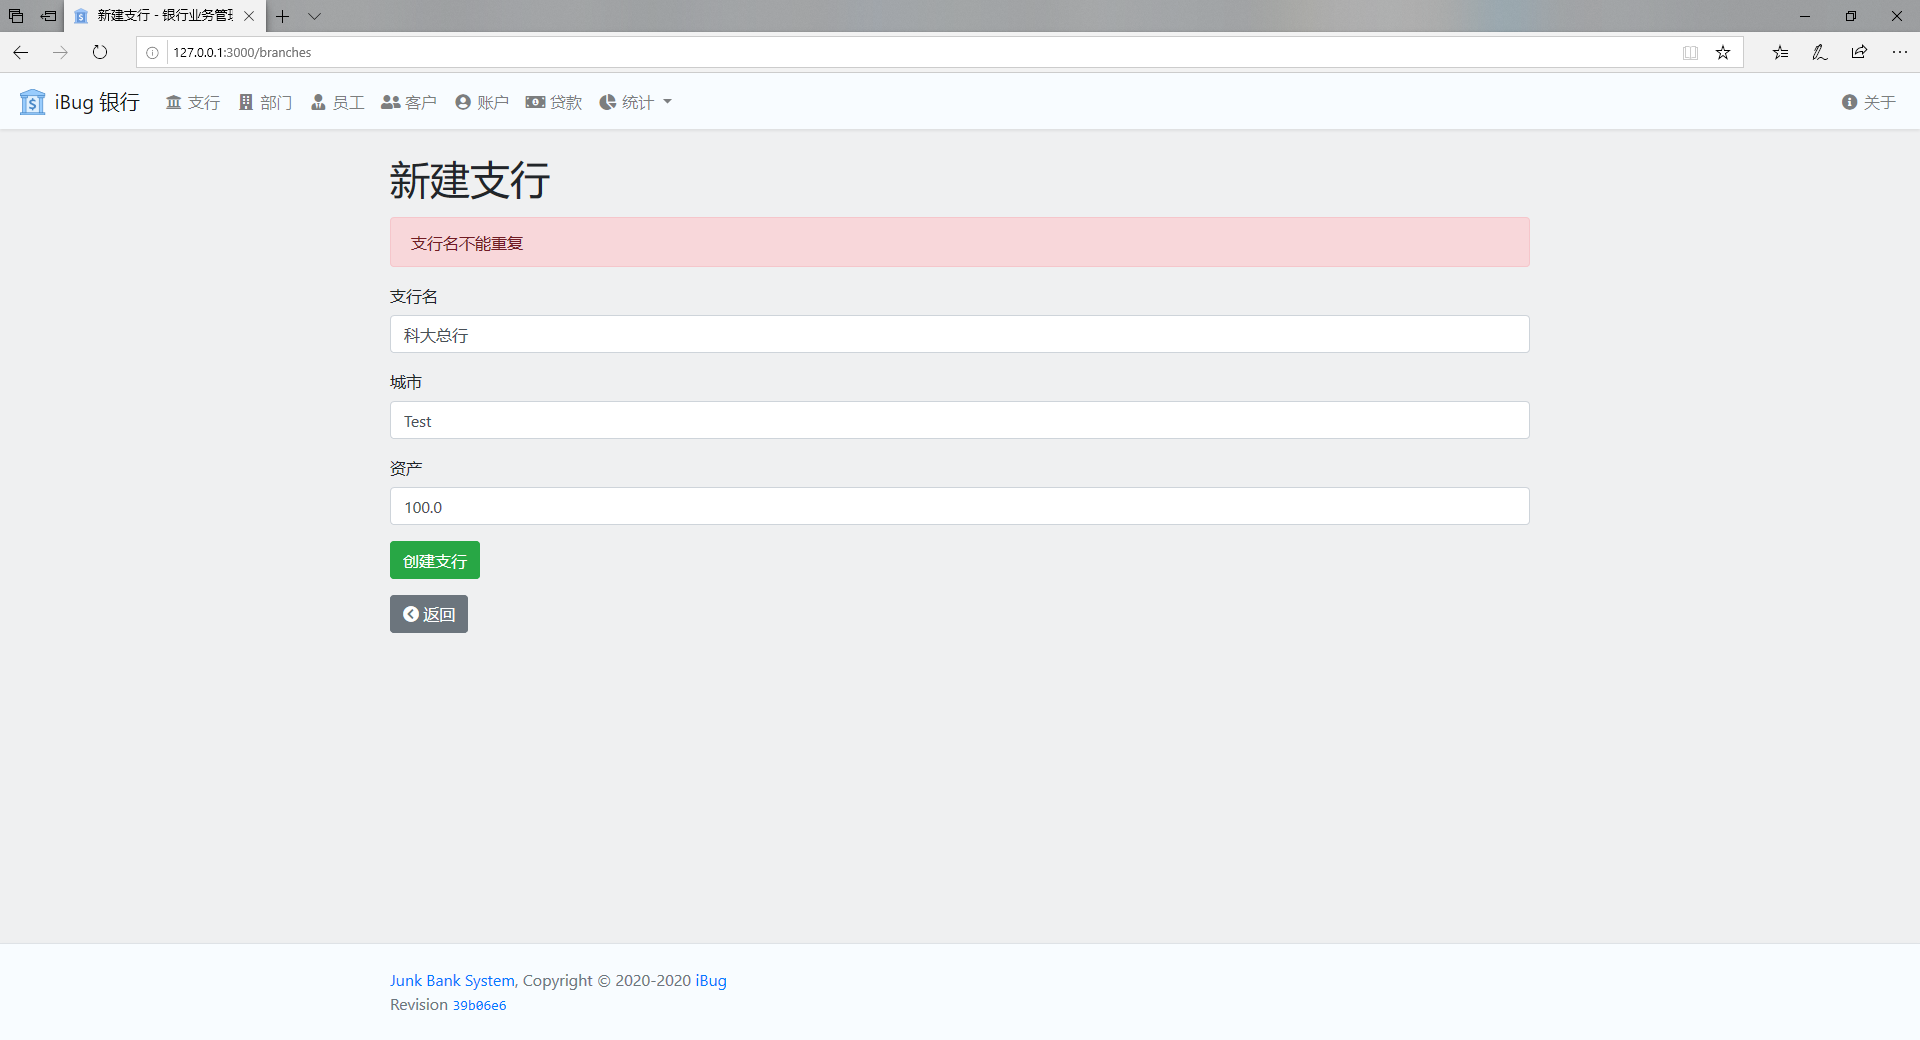 新建支行 - 银行业务管理
127.0.0.1:3000/branches
iBug 银行 支行 部门 员工 客户 账户 贷款 统计 关于
新建支行
支行名不能重复
支行名
科大总行
城市
Test
资产
100.0
创建支行
返回
Junk Bank System, Copyright © 2020-2020 iBug
Revision 39b06e6